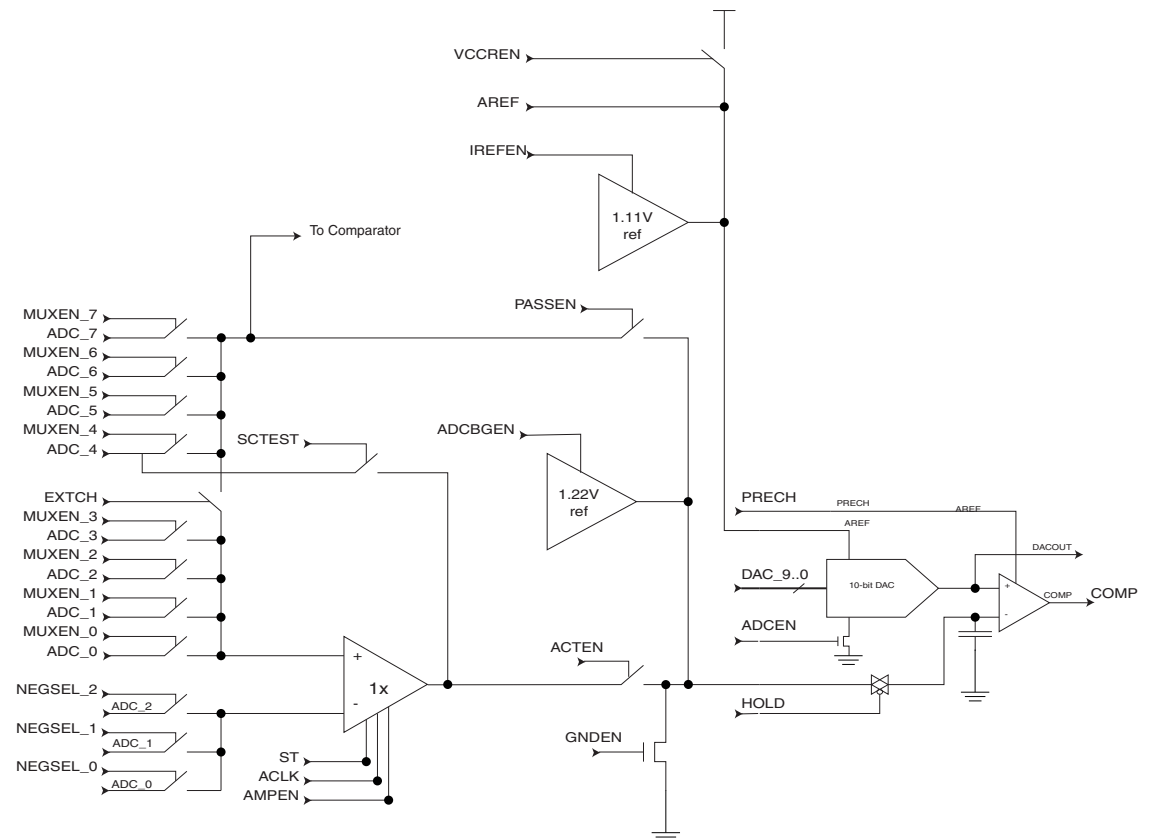 VCCREN
AREF
IREFEN
1.11V
ref
To Comparator
PASSEN
MUXEN_7
ADC_7
MUXEN_6
ADC_6
MUXEN_5
ADC_5
MUXEN_4
ADC_4
SCTEST
ADCBGEN
1.22V
ref
EXTCH
MUXEN_3
ADC_3
MUXEN_2
ADC_2
MUXEN_1
ADC_1
MUXEN_0
ADC_0
NEGSEL_2
ADC_2
NEGSEL_1
ADC_1
NEGSEL_0
ADC_0
+
1x
-
ST
ACLK
AMPEN
ACTEN
GNDEN
PRECH
PRECH
AREF
AREF
DACOUT
DAC_9..0
10-bit DAC
+
-
COMP
COMP
ADCEN
HOLD